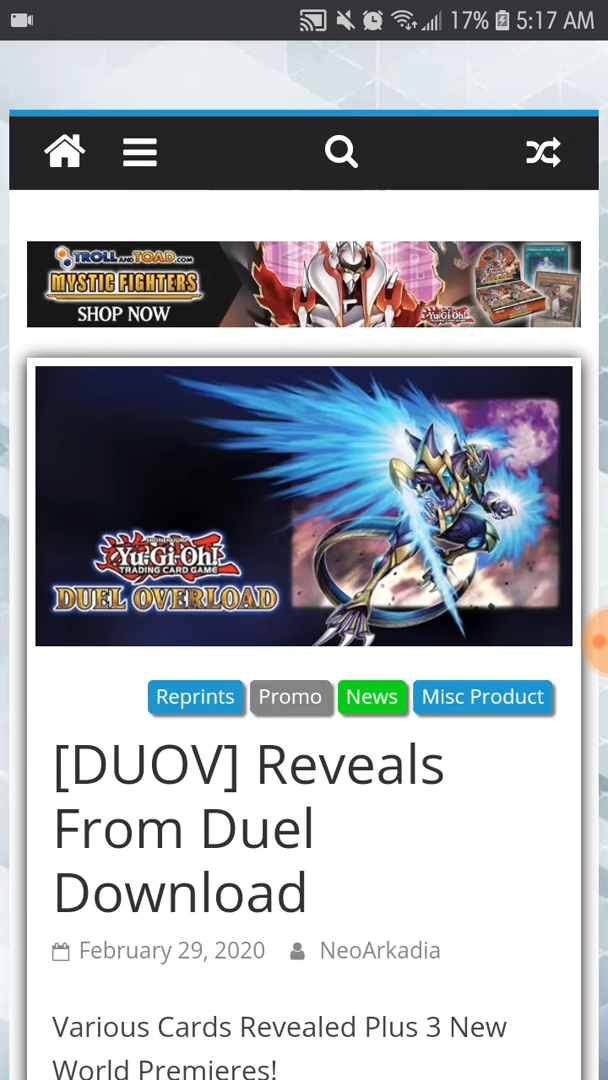 17% 5:17 AM
TROLL AND TOAD.COM
MYSTIC FIGHTERS
SHOP NOW
Yu-Gi-Oh!
SHONEN JUMP
Yu-Gi-Oh!
TRADING CARD GAME
DUEL OVERLOAD
Reprints Promo News Misc Product
[DUOV] Reveals
From Duel
Download
February 29, 2020 NeoArkadia
Various Cards Revealed Plus 3 New
World Premieres!